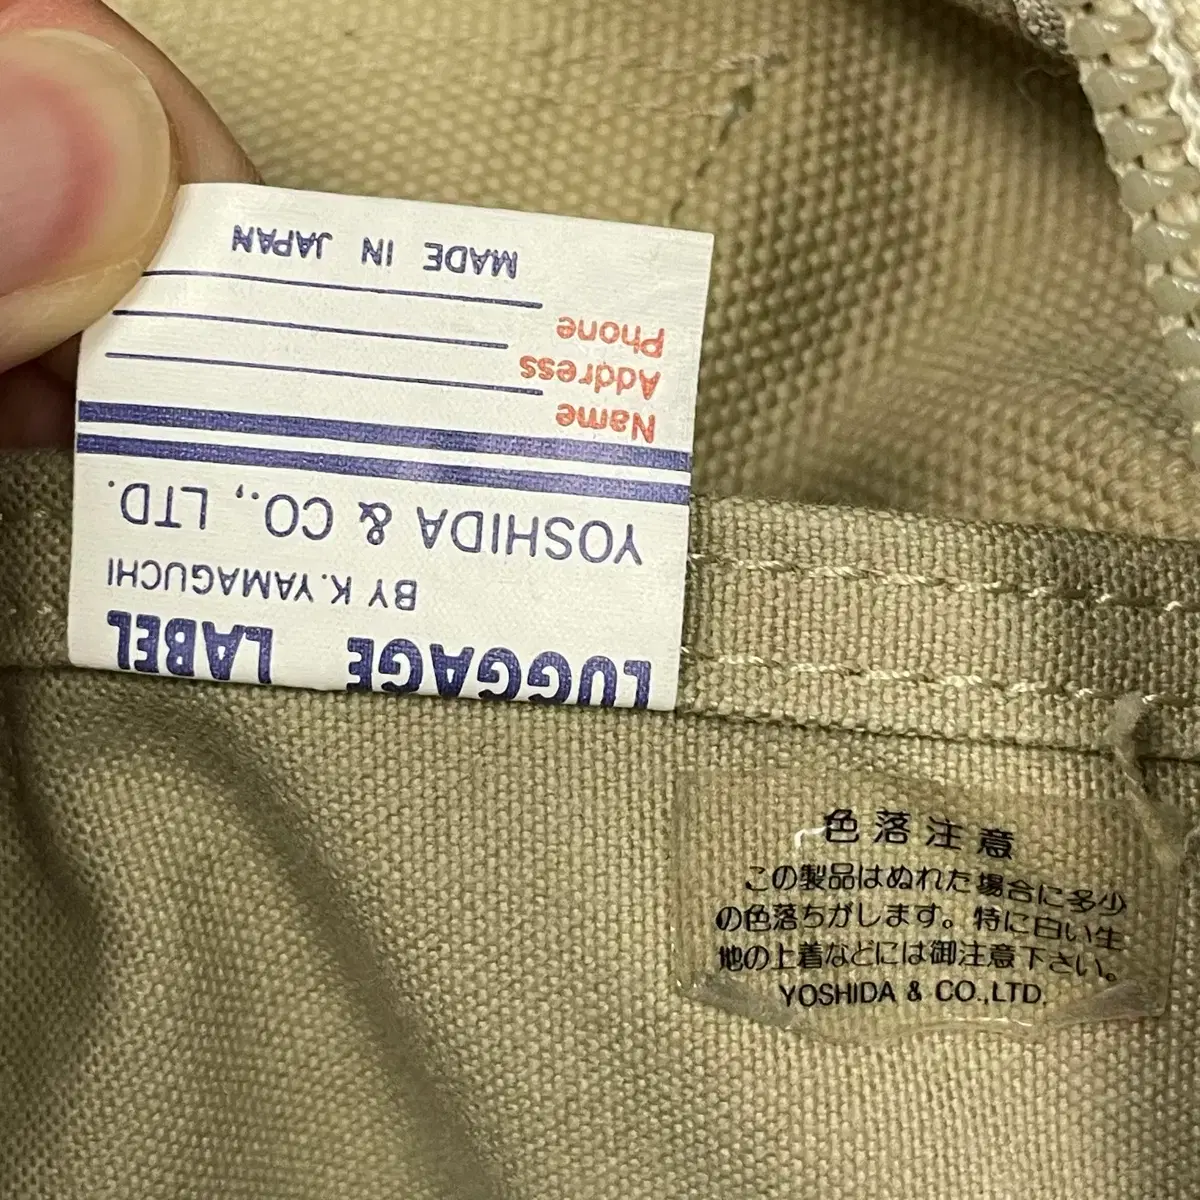 LUGGAGE LABEL
BY K.YAMAGUCHI
YOSHIDA & CO., LTD.
Name
Address
Phone
MADE IN JAPAN
色落注意
この製品はぬれた場合に多少
の色落ちがします。特に白い生
地の上着などには御注意下さい。
YOSHIDA & CO.,LTD.